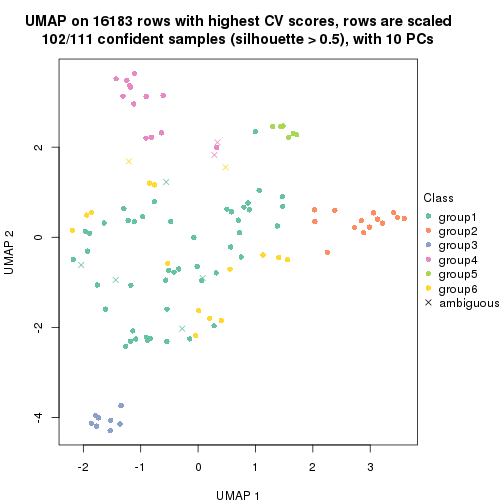 UMAP on 16183 rows with highest CV scores, rows are scaled
102/111 confident samples (silhouette > 0.5), with 10 PCs
Class
group1
group2
group3
group4
group5
group6
ambiguous
2
0
-2
-4
UMAP 2
-2
-1
0
1
2
3
UMAP 1